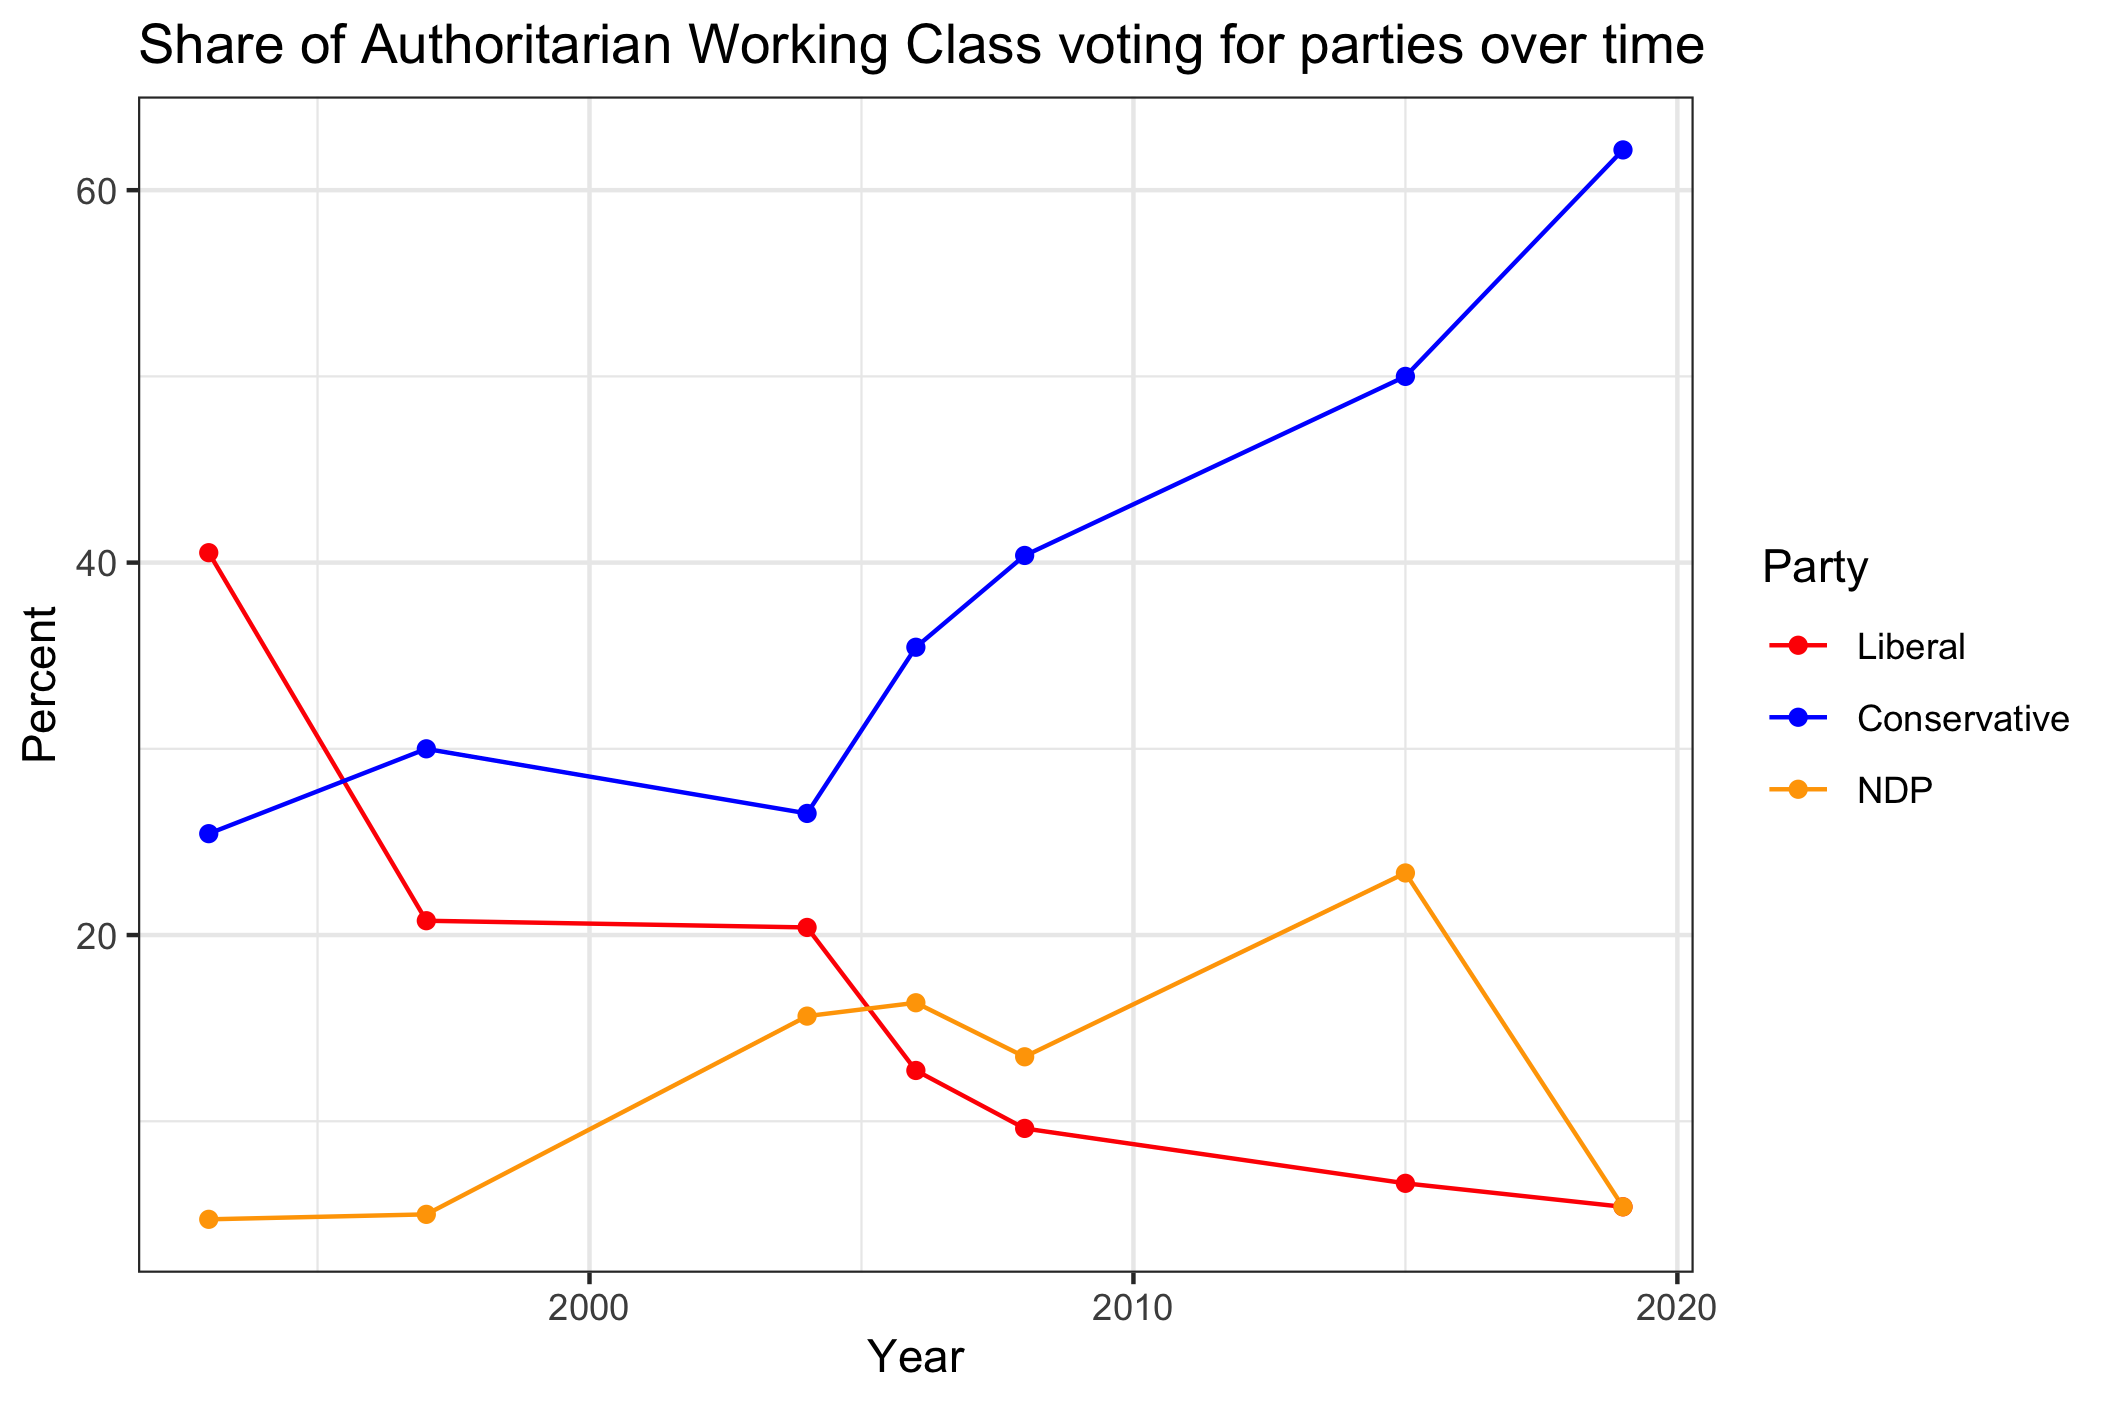 Share of Authoritarian Working Class voting for parties over time
60
40
20
Percent
2000 2010 2020
Year
Party
Liberal
Conservative
NDP